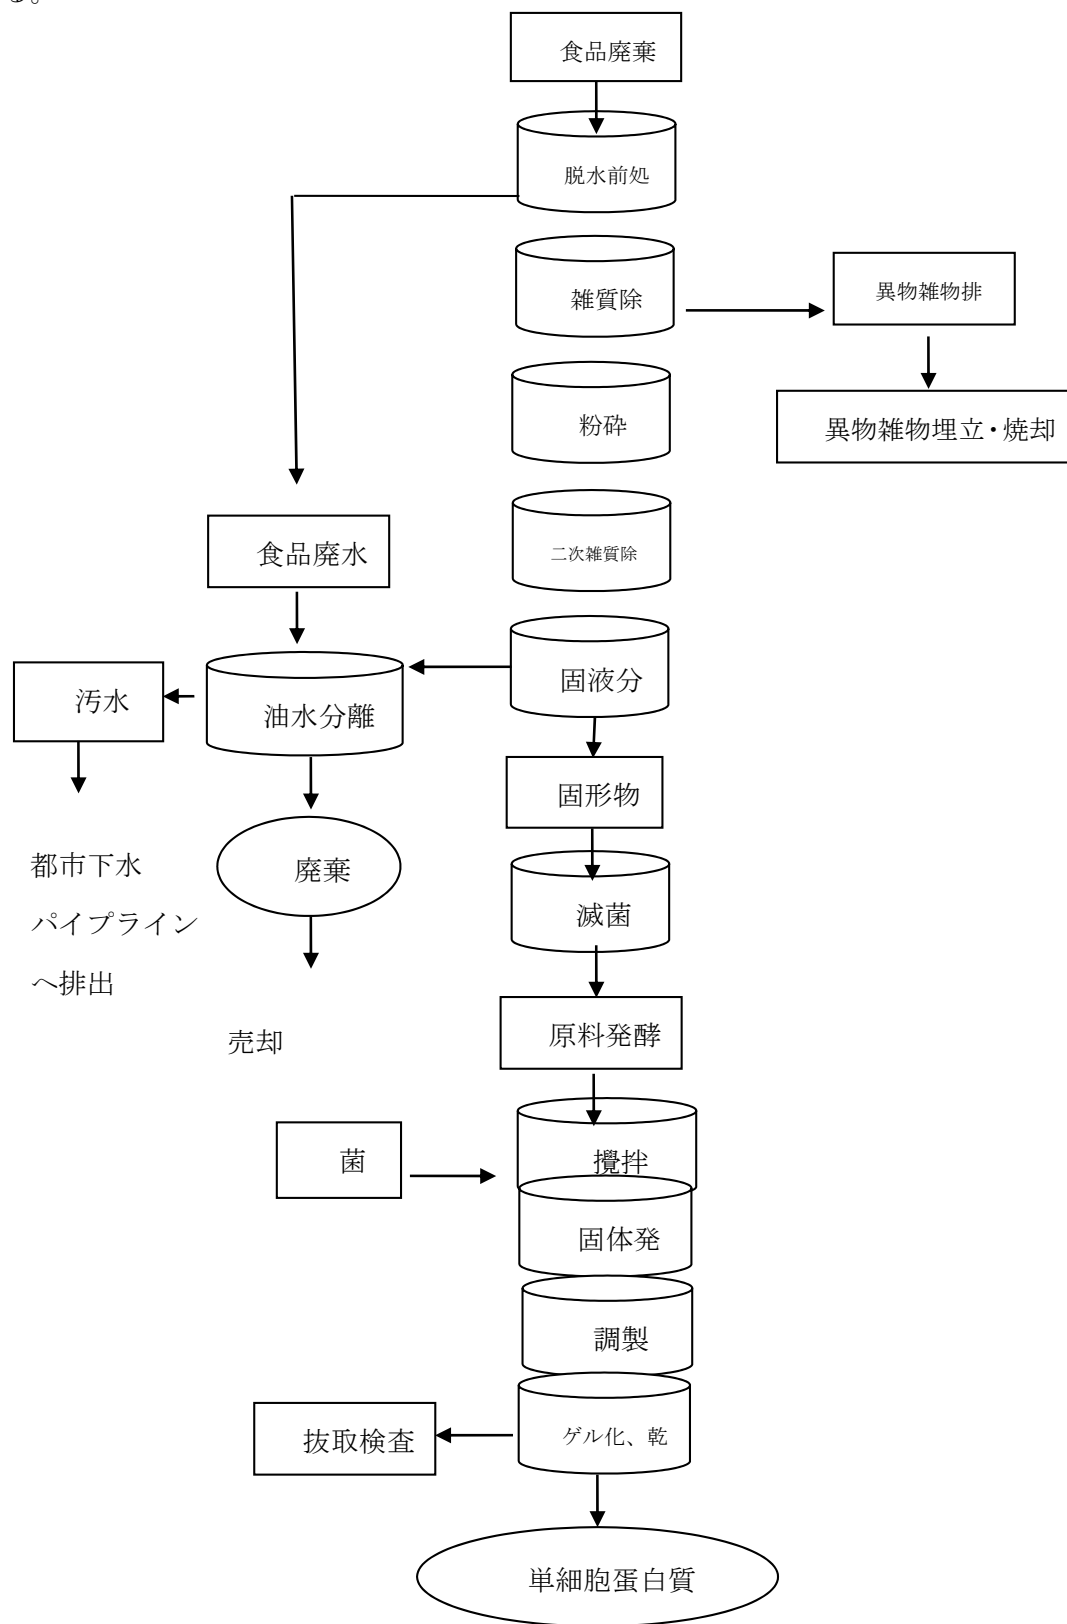 る。
食品廃棄
脱水前処
雑質除
異物雑物排
異物雑物埋立・焼却
粉砕
二次雑質除
食品廃水
固液分
油水分離
汚水
固形物
廃棄
滅菌
都市下水
パイプライン
へ排出
売却
原料発酵
菌
攪拌
固体発
調製
ゲル化、乾
抜取検査
単細胞蛋白質